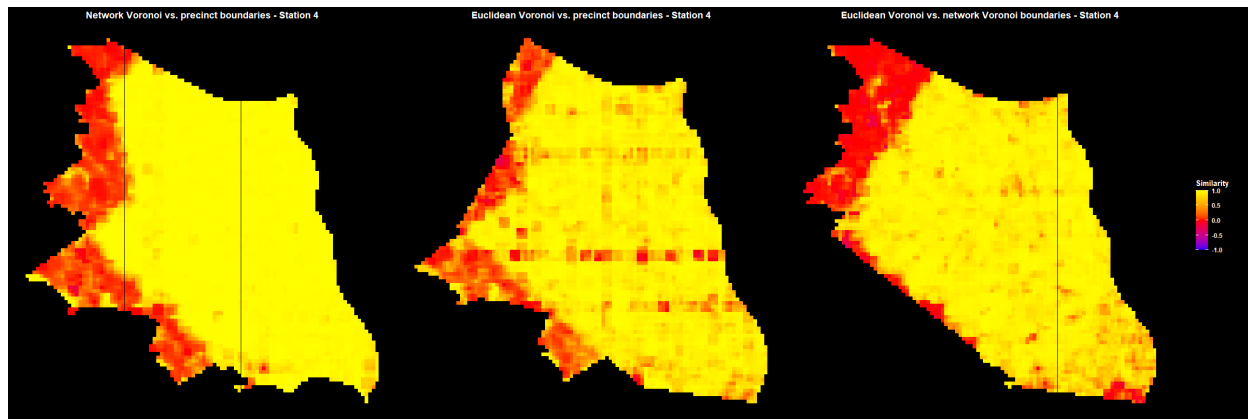 Network Voronoi vs. precinct boundaries - Station 4
Euclidean Voronoi vs. precinct boundaries - Station 4
Euclidean Voronoi vs. network Voronoi boundaries - Station 4
Similarity
1.0
0.5
0.0
-0.5
-1.0